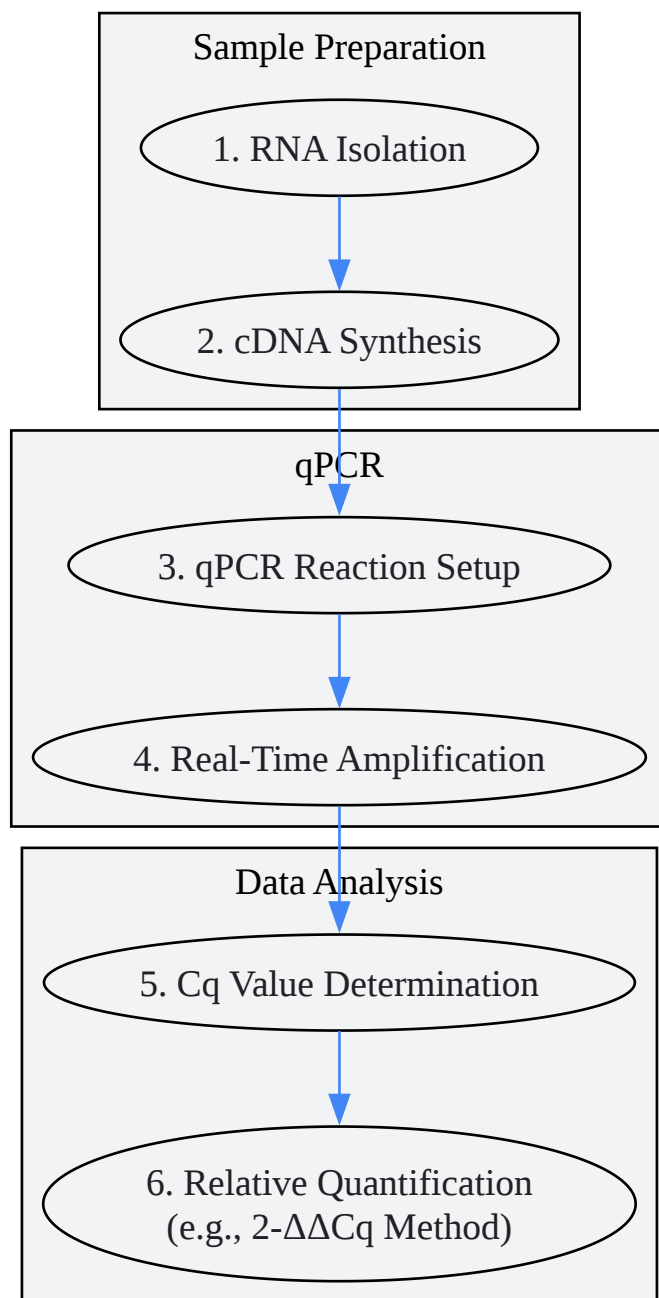 Sample Preparation
1. RNA Isolation
2. cDNA Synthesis
qPCR
3. qPCR Reaction Setup
4. Real-Time Amplification
Data Analysis
5. Cq Value Determination
6. Relative Quantification
(e.g., 2-ΔΔCq Method)